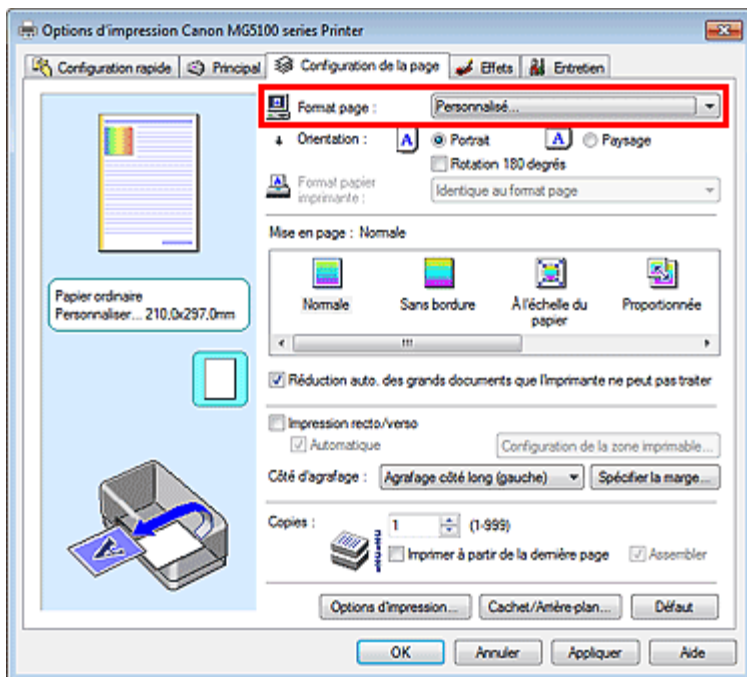 Options d'impression Canon MG5100 series Printer
Configuration rapide
Principal
Configuration de la page
Effets
Entretien
Format page :
Personnalisé...
Orientation :
A
Portrait
A
Paysage
Rotation 180 degrés
Format papier
imprimante :
Identique au format page
Mise en page : Normale
Normale
Sans bordure
À l'échelle du
papier
Proportionnée
Papier ordinaire
Personnaliser... 210,0x297,0mm
Réduction auto. des grands documents que l'imprimante ne peut pas traiter
Impression recto/verso
Automatique
Configuration de la zone imprimable...
Côté d'agrafage :
Agrafage côté long (gauche)
Spécifier la marge...
Copies :
1
(1-999)
Imprimer à partir de la dernière page
Assembler
Options d'impression...
Cachet/Arrière-plan...
Défaut
OK
Annuler
Appliquer
Aide